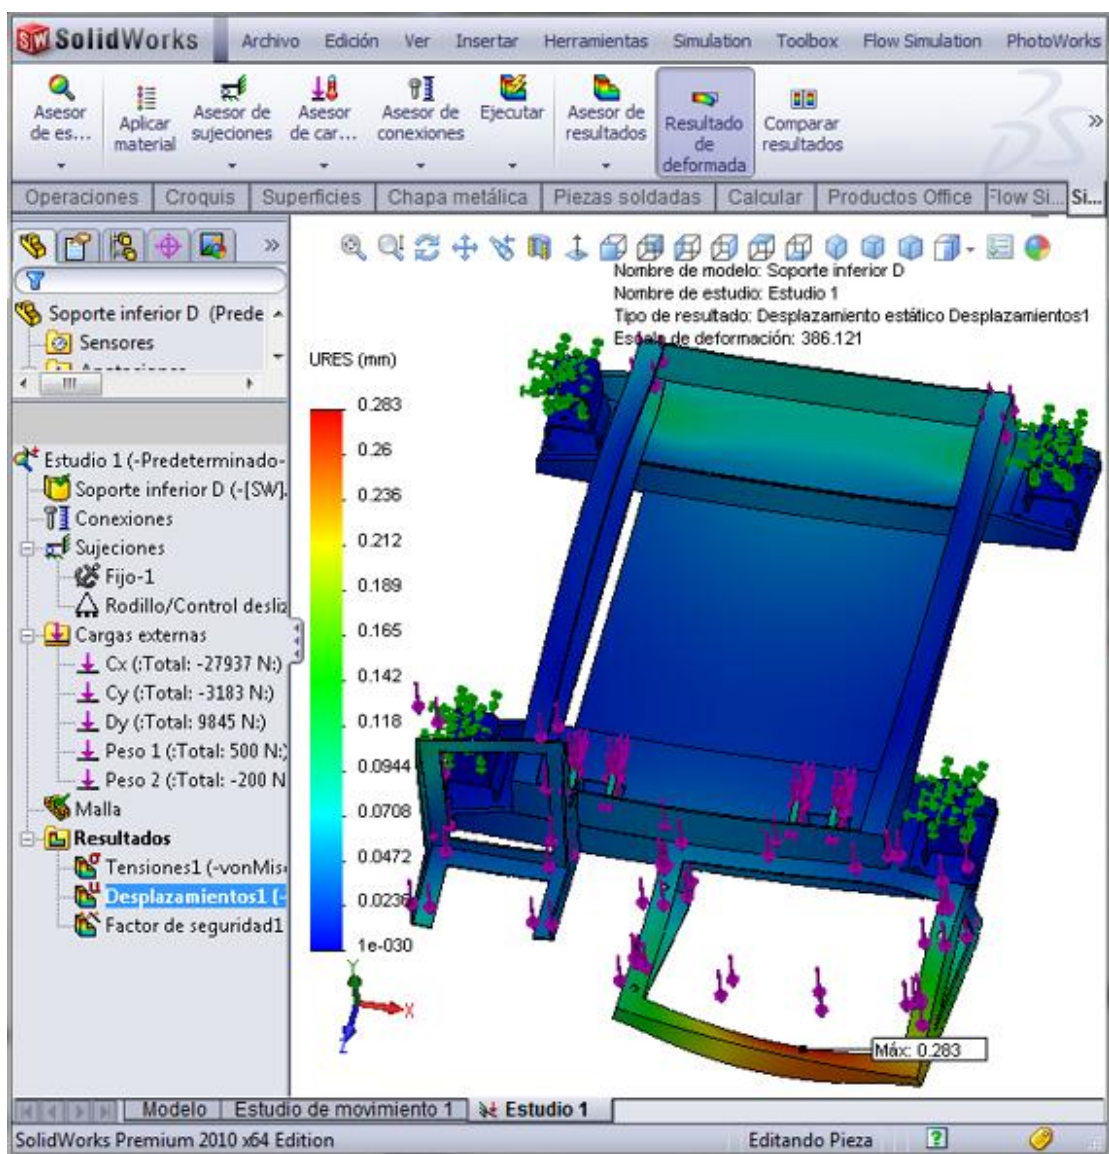 SolidWorks Archivo Edición Ver Insertar Herramientas Simulation Toolbox Flow Simulation PhotoWorks
Asesor de es...
Aplicar material
Asesor de sujeciones
Asesor de car...
Asesor de conexiones
Ejecutar
Asesor de resultados
Resultado de deformada
Comparar resultados
Operaciones Croquis Superficies Chapa metálica Piezas soldadas Calcular Productos Office Flow Si... Si...
Soporte inferior D (Prede
Sensores
Estudio 1 (-Predeterminado-
Soporte inferior D (-[SW].
Conexiones
Sujeciones
Fijo-1
Rodillo/Control desliz
Cargas externas
Cx (:Total: -27937 N:)
Cy (:Total: -3183 N:)
Dy (:Total: 9845 N:)
Peso 1 (:Total: 500 N:
Peso 2 (:Total: -200 N
Malla
Resultados
Tensiones1 (-vonMis
Desplazamientos1 (-
Factor de seguridad1
Nombre de modelo: Soporte inferior D
Nombre de estudio: Estudio 1
Tipo de resultado: Desplazamiento estático Desplazamientos1
Escala de deformación: 386.121
URES (mm)
0.283
0.26
0.236
0.212
0.189
0.165
0.142
0.118
0.0944
0.0708
0.0472
0.0236
1e-030
Y
X
Z
Máx: 0.283
Modelo Estudio de movimiento 1 Estudio 1
SolidWorks Premium 2010 x64 Edition Editando Pieza